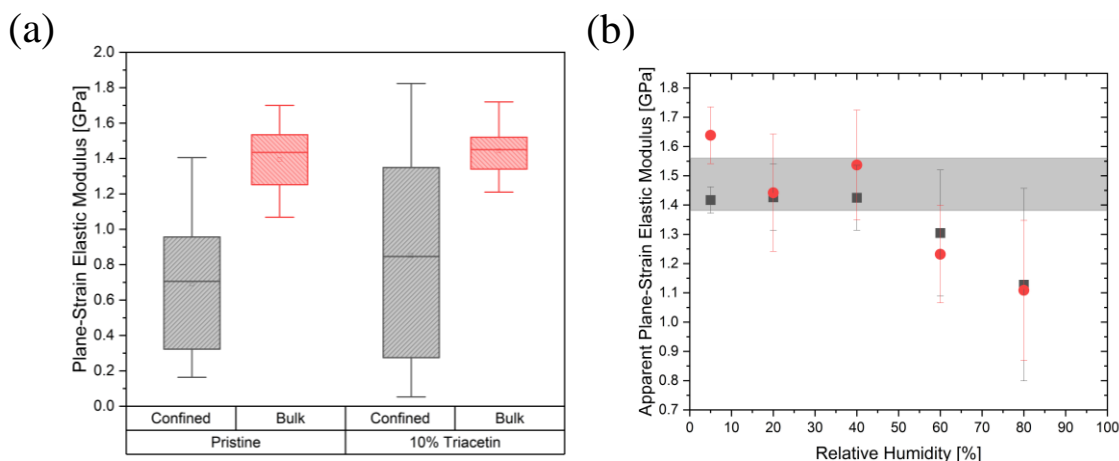 (a)
Plane-Strain Elastic Modulus [GPa]
2.0
1.8
1.6
1.4
1.2
1.0
0.8
0.6
0.4
0.2
0.0
Confined Bulk Confined Bulk
Pristine 10% Triacetin
(b)
Apparent Plane-Strain Elastic Modulus [GPa]
1.8
1.7
1.6
1.5
1.4
1.3
1.2
1.1
1.0
0.9
0.8
0.7
0 10 20 30 40 50 60 70 80 90 100
Relative Humidity [%]